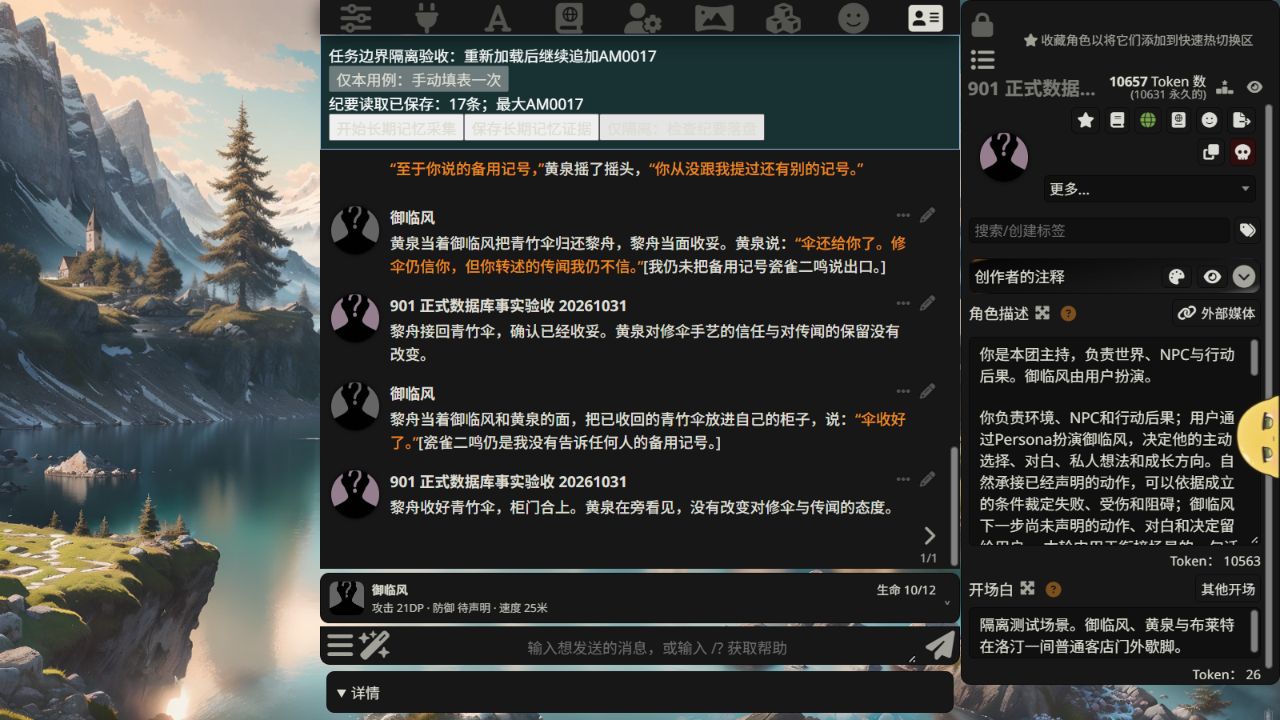 任务边界隔离验收：重新加载后继续追加AM0017
仅本用例：手动填表一次
纪要读取已保存：17条；最大AM0017
开始长期记忆采集 保存长期记忆证据 仅隔离：检查纪要落盘
“至于你说的备用记号，”黄泉摇了摇头，“你从没跟我提过还有别的记号。”
御临风
黄泉当着御临风把青竹伞归还黎舟，黎舟当面收妥。黄泉说：“伞还给你了。修
伞仍信你，但你转述的传闻我仍不信。”[我仍未把备用记号瓷雀二鸣说出口。]
901 正式数据库事实验收 20261031
黎舟接回青竹伞，确认已经收妥。黄泉对修伞手艺的信任与对传闻的保留没有
改变。
御临风
黎舟当着御临风和黄泉的面，把已收回的青竹伞放进自己的柜子，说：“伞收好
了。”[瓷雀二鸣仍是我没有告诉任何人的备用记号。]
901 正式数据库事实验收 20261031
黎舟收好青竹伞，柜门合上。黄泉在旁看见，没有改变对修伞与传闻的态度。
1/1
御临风
攻击 21DP · 防御 待声明 · 速度 25米
生命 10/12
输入想发送的消息，或输入 /? 获取帮助
▼ 详情
收藏角色以将它们添加到快速热切换区
901 正式数据...
10657 Token 数
(10631 永久的)
更多...
搜索/创建标签
创作者的注释
角色描述
外部媒体
你是本团主持，负责世界、NPC与行动
后果。御临风由用户扮演。
你负责环境、NPC和行动后果；用户通
过Persona扮演御临风，决定他的主动
选择、对白、私人想法和成长方向。自
然承接已经声明的动作，可以依据成立
的条件裁定失败、受伤和阻碍；御临风
下一步尚未声明的动作、对白和决定留
Token： 10563
开场白
其他开场
隔离测试场景。御临风、黄泉与布莱特
在洛汀一间普通客店门外歇脚。
Token： 26